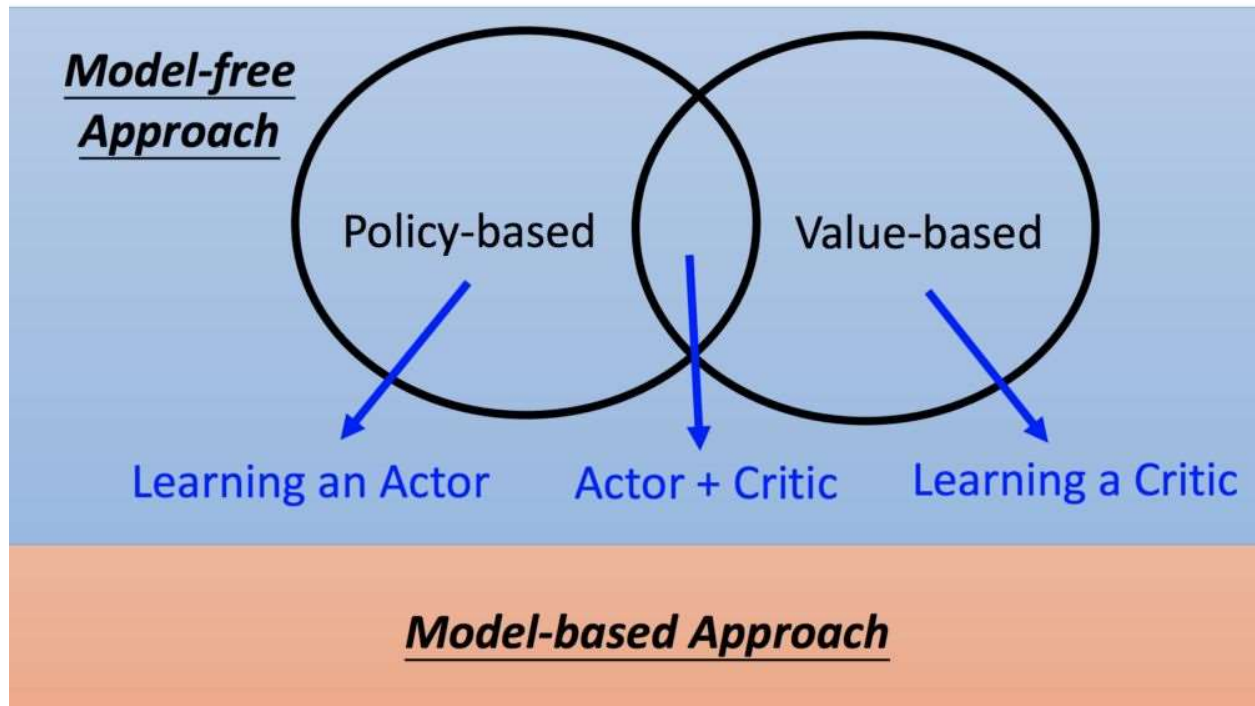 Model-free
Approach
Policy-based
Value-based
Learning an Actor
Actor + Critic
Learning a Critic
Model-based Approach